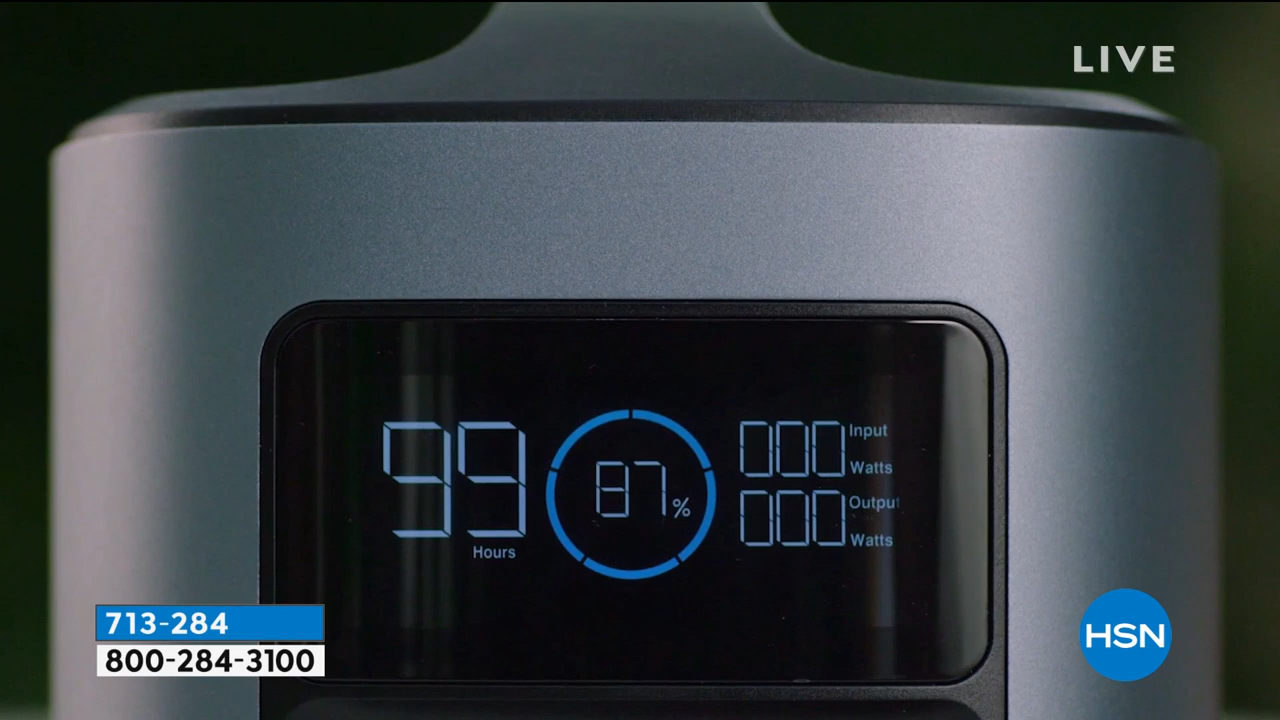 LIVE
99
Hours
87%
000 Input
Watts
000 Output
Watts
713-284
800-284-3100
HSN